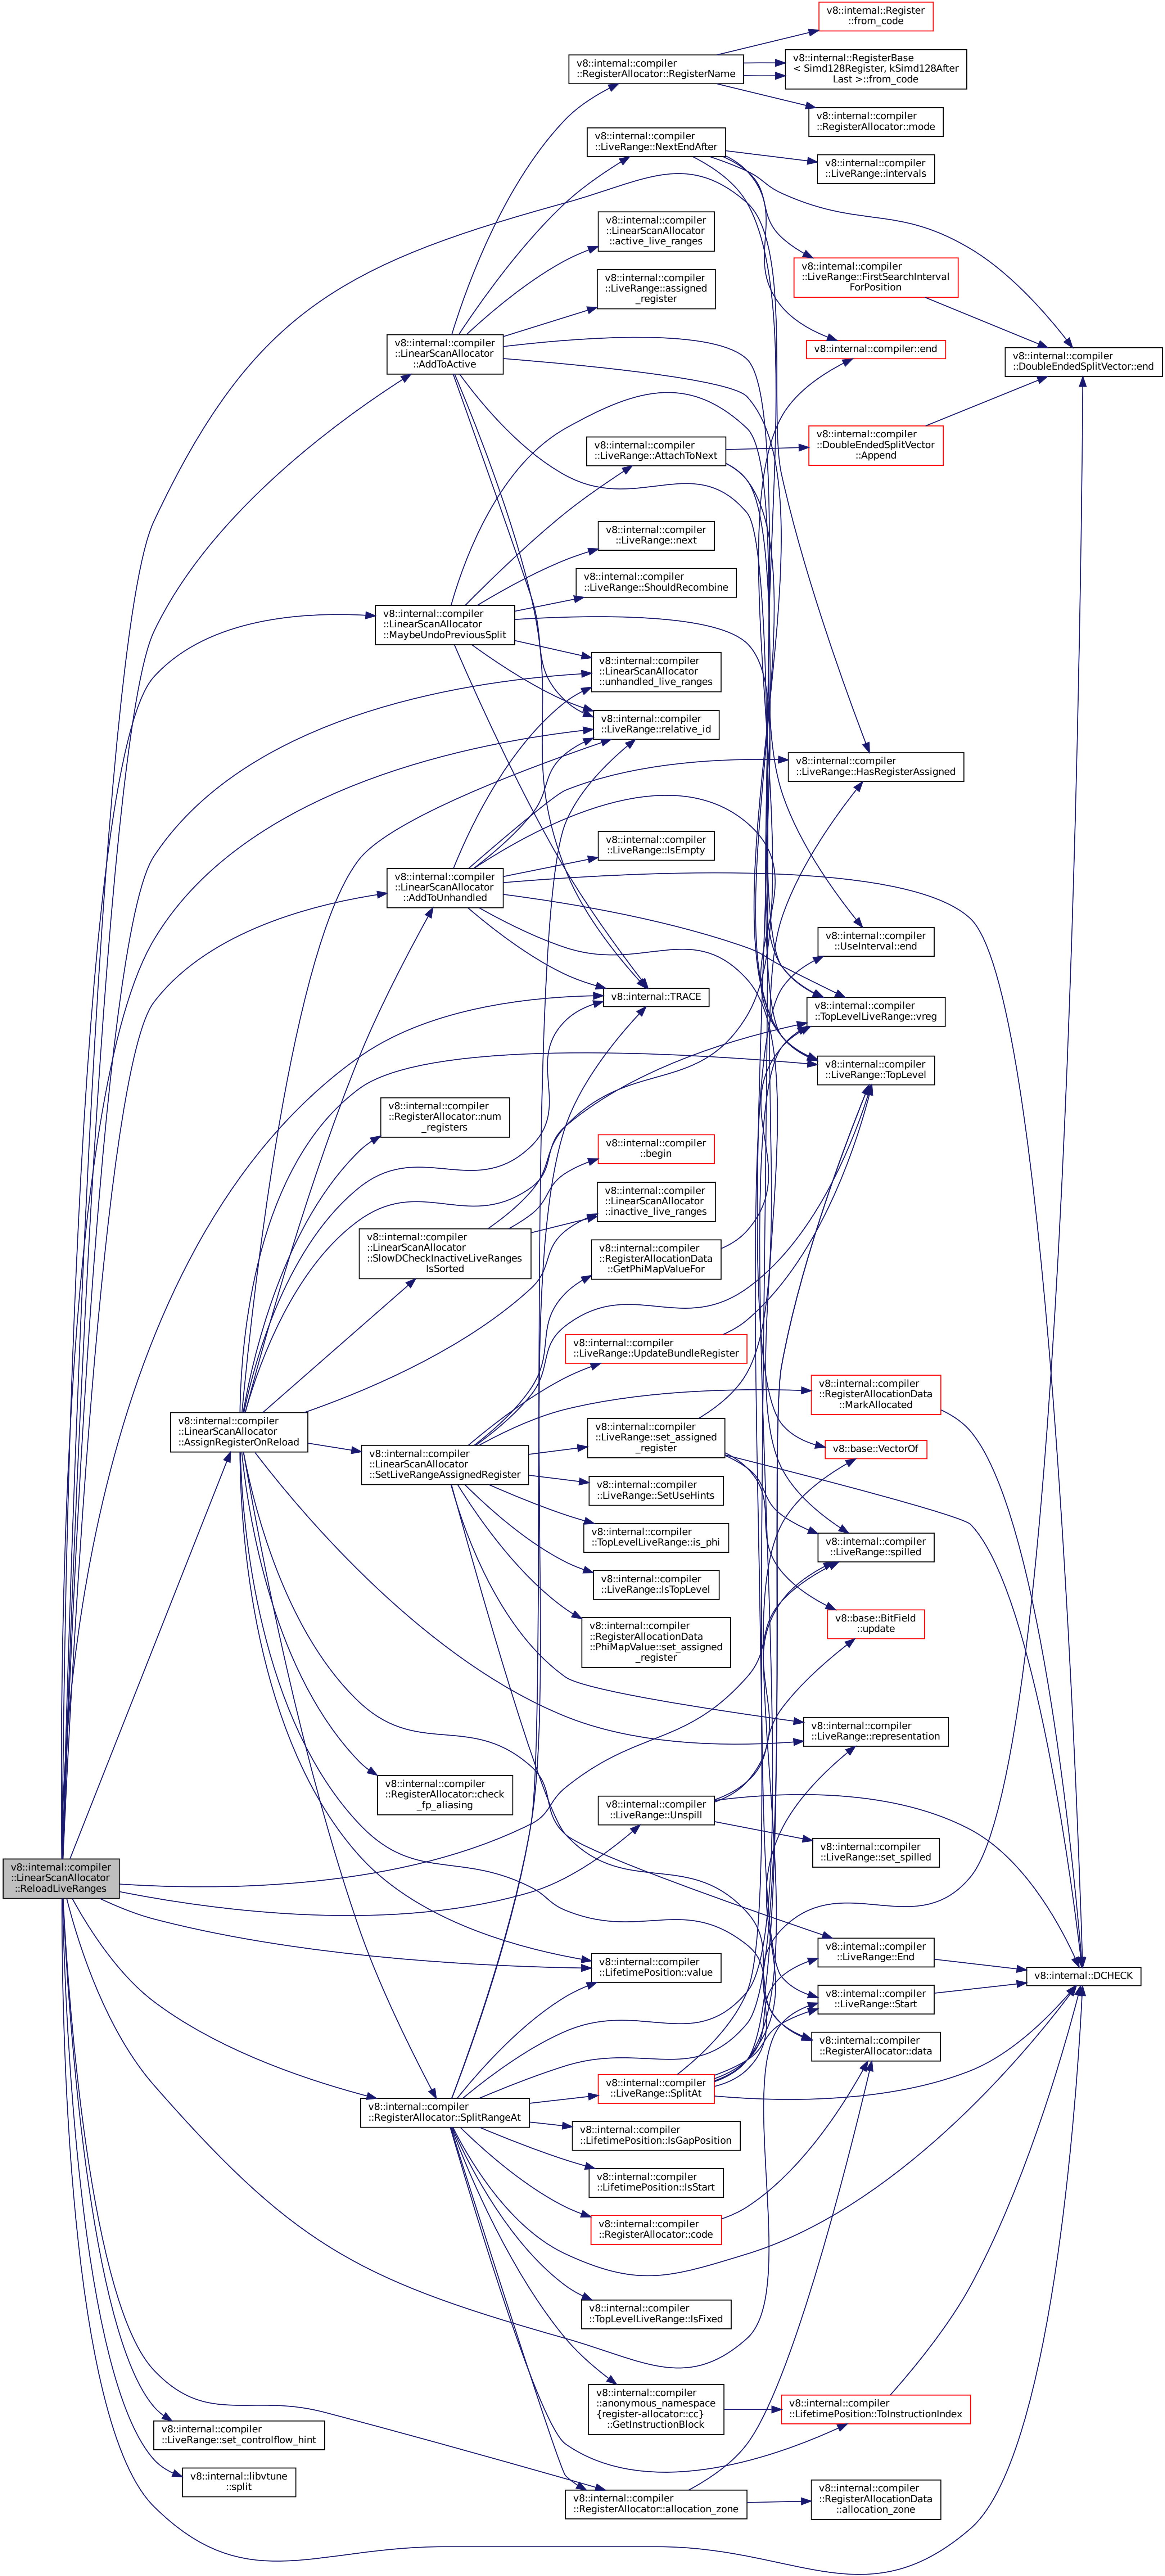 v8::internal::Register
::from_code
v8::internal::compiler
::RegisterAllocator::RegisterName
v8::internal::RegisterBase
< Simd128Register, kSimd128After
Last >::from_code
v8::internal::compiler
::RegisterAllocator::mode
v8::internal::compiler
::LiveRange::NextEndAfter
v8::internal::compiler
::LiveRange::intervals
v8::internal::compiler
::LinearScanAllocator
::active_live_ranges
v8::internal::compiler
::LiveRange::FirstSearchInterval
ForPosition
v8::internal::compiler
::LiveRange::assigned
_register
v8::internal::compiler
::LinearScanAllocator
::AddToActive
v8::internal::compiler::end
v8::internal::compiler
::DoubleEndedSplitVector::end
v8::internal::compiler
::LiveRange::AttachToNext
v8::internal::compiler
::DoubleEndedSplitVector
::Append
v8::internal::compiler
::LiveRange::next
v8::internal::compiler
::LiveRange::ShouldRecombine
v8::internal::compiler
::LinearScanAllocator
::MaybeUndoPreviousSplit
v8::internal::compiler
::LinearScanAllocator
::unhandled_live_ranges
v8::internal::compiler
::LiveRange::relative_id
v8::internal::compiler
::LiveRange::HasRegisterAssigned
v8::internal::compiler
::LiveRange::IsEmpty
v8::internal::compiler
::LinearScanAllocator
::AddToUnhandled
v8::internal::compiler
::UseInterval::end
v8::internal::TRACE
v8::internal::compiler
::TopLevelLiveRange::vreg
v8::internal::compiler
::LiveRange::TopLevel
v8::internal::compiler
::RegisterAllocator::num
_registers
v8::internal::compiler
::begin
v8::internal::compiler
::LinearScanAllocator
::inactive_live_ranges
v8::internal::compiler
::LinearScanAllocator
::SlowDCheckInactiveLiveRanges
IsSorted
v8::internal::compiler
::RegisterAllocationData
::GetPhiMapValueFor
v8::internal::compiler
::LiveRange::UpdateBundleRegister
v8::internal::compiler
::RegisterAllocationData
::MarkAllocated
v8::internal::compiler
::LinearScanAllocator
::AssignRegisterOnReload
v8::internal::compiler
::LiveRange::set_assigned
_register
v8::base::VectorOf
v8::internal::compiler
::LinearScanAllocator
::SetLiveRangeAssignedRegister
v8::internal::compiler
::LiveRange::SetUseHints
v8::internal::compiler
::TopLevelLiveRange::is_phi
v8::internal::compiler
::LiveRange::spilled
v8::internal::compiler
::LiveRange::IsTopLevel
v8::base::BitField
::update
v8::internal::compiler
::RegisterAllocationData
::PhiMapValue::set_assigned
_register
v8::internal::compiler
::LiveRange::representation
v8::internal::compiler
::RegisterAllocator::check
_fp_aliasing
v8::internal::compiler
::LiveRange::Unspill
v8::internal::compiler
::LiveRange::set_spilled
v8::internal::compiler
::LinearScanAllocator
::ReloadLiveRanges
v8::internal::compiler
::LiveRange::End
v8::internal::compiler
::LifetimePosition::value
v8::internal::DCHECK
v8::internal::compiler
::LiveRange::Start
v8::internal::compiler
::RegisterAllocator::data
v8::internal::compiler
::LiveRange::SplitAt
v8::internal::compiler
::RegisterAllocator::SplitRangeAt
v8::internal::compiler
::LifetimePosition::IsGapPosition
v8::internal::compiler
::LifetimePosition::IsStart
v8::internal::compiler
::RegisterAllocator::code
v8::internal::compiler
::TopLevelLiveRange::IsFixed
v8::internal::compiler
::anonymous_namespace
{register-allocator::cc}
::GetInstructionBlock
v8::internal::compiler
::LifetimePosition::ToInstructionIndex
v8::internal::compiler
::LiveRange::set_controlflow_hint
v8::internal::libvtune
::split
v8::internal::compiler
::RegisterAllocator::allocation_zone
v8::internal::compiler
::RegisterAllocationData
::allocation_zone